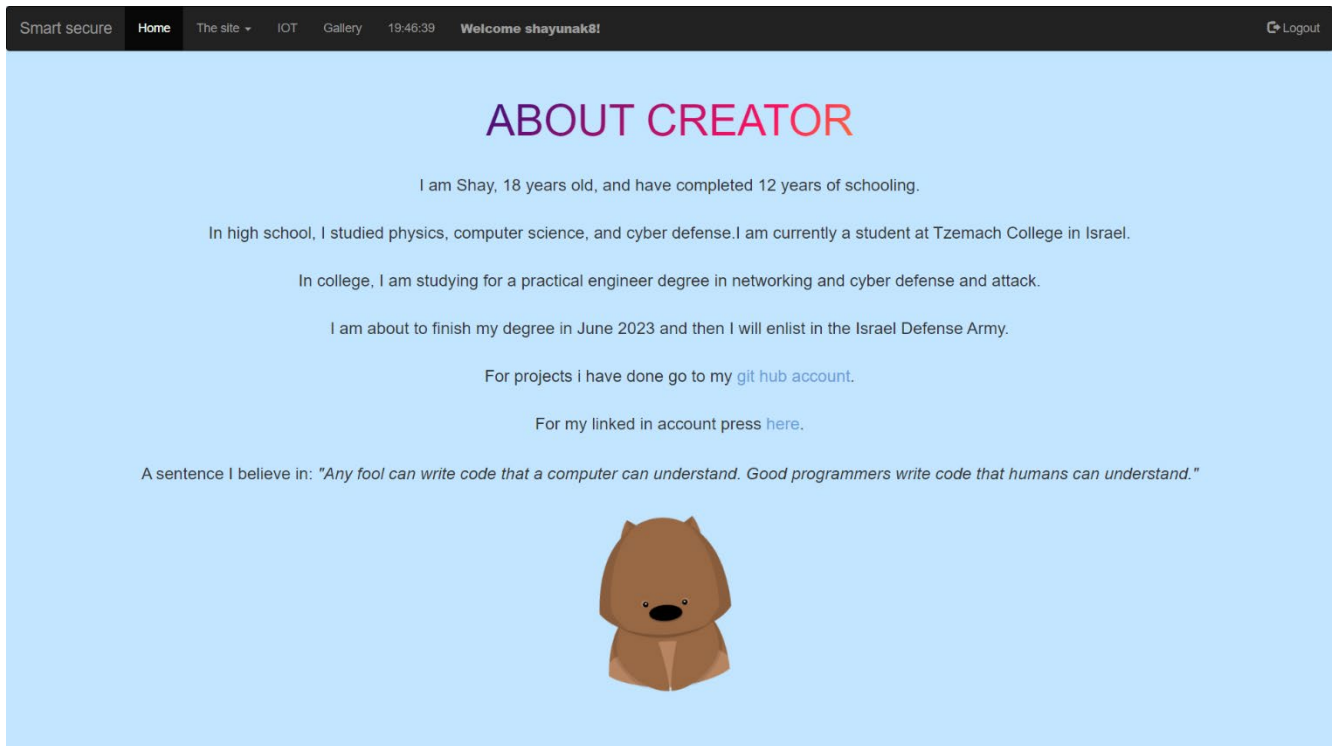 Smart secure Home The site IOT Gallery 19:46:39 Welcome shayunak8! Logout
ABOUT CREATOR
I am Shay, 18 years old, and have completed 12 years of schooling.
In high school, I studied physics, computer science, and cyber defense.I am currently a student at Tzemach College in Israel.
In college, I am studying for a practical engineer degree in networking and cyber defense and attack.
I am about to finish my degree in June 2023 and then I will enlist in the Israel Defense Army.
For projects i have done go to my git hub account.
For my linked in account press here.
A sentence I believe in: "Any fool can write code that a computer can understand. Good programmers write code that humans can understand."